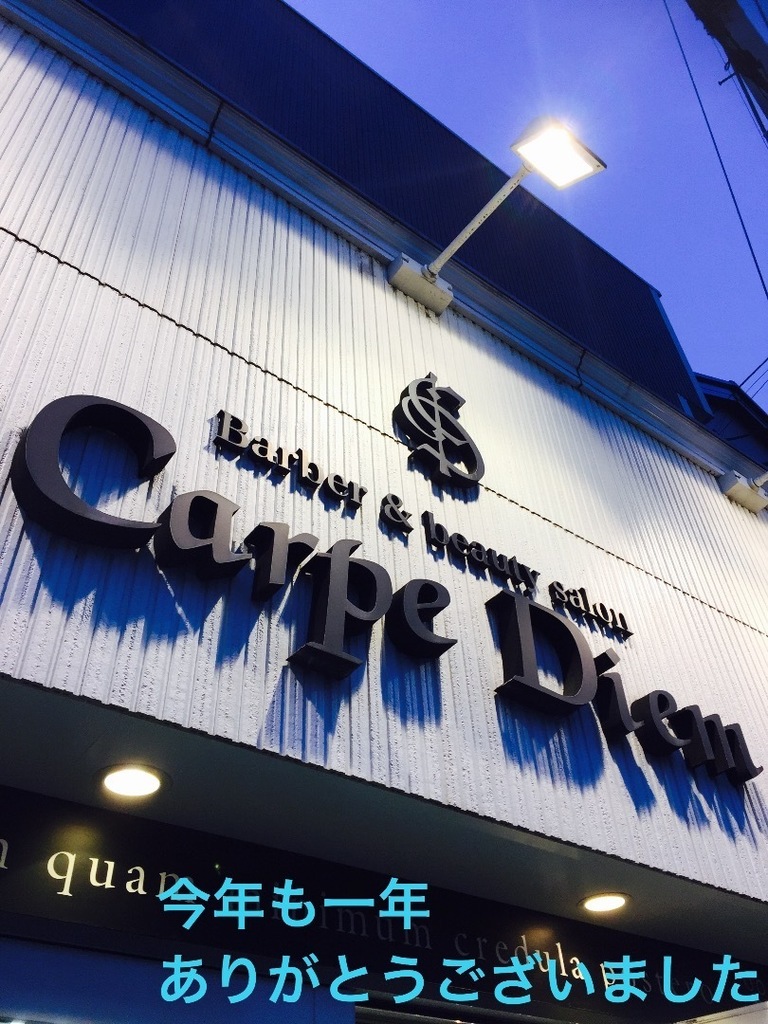 Barber & beauty salon
Carpe Diem
quam minimum credula
今年も一年
ありがとうございました